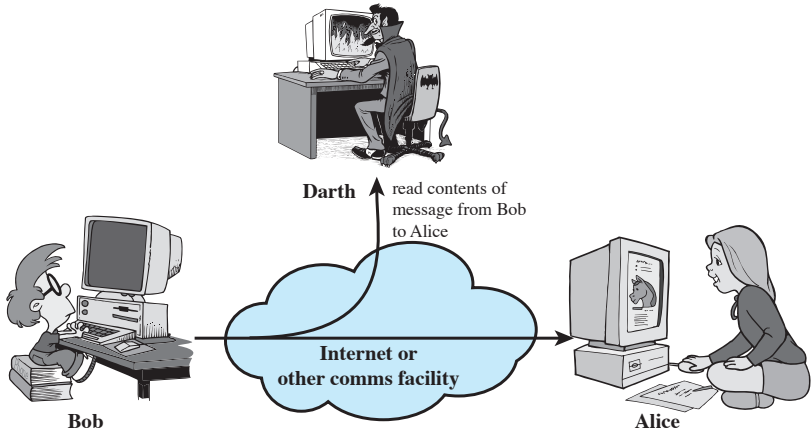 Darth
read contents of
message from Bob
to Alice
Internet or
other comms facility
Bob
Alice